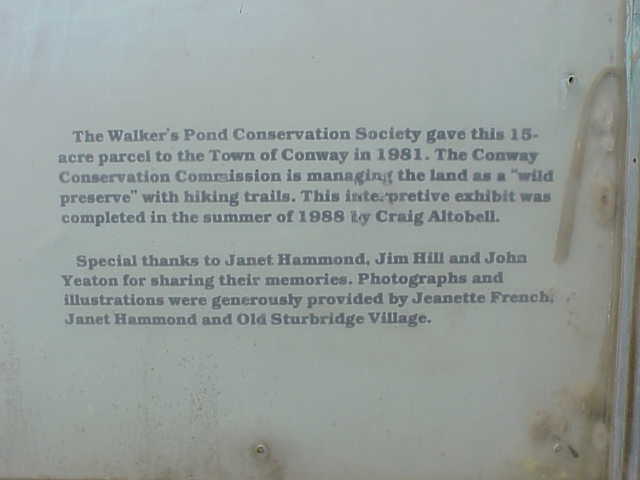 The Walker's Pond Conservation Society gave this 15-
acre parcel to the Town of Conway in 1981. The Conway
Conservation Commission is managing the land as a "wild
preserve" with hiking trails. This interpretive exhibit was
completed in the summer of 1988 by Craig Altobell.
Special thanks to Janet Hammond, Jim Hill and John
Yeaton for sharing their memories. Photographs and
illustrations were generously provided by Jeanette French,
Janet Hammond and Old Sturbridge Village.